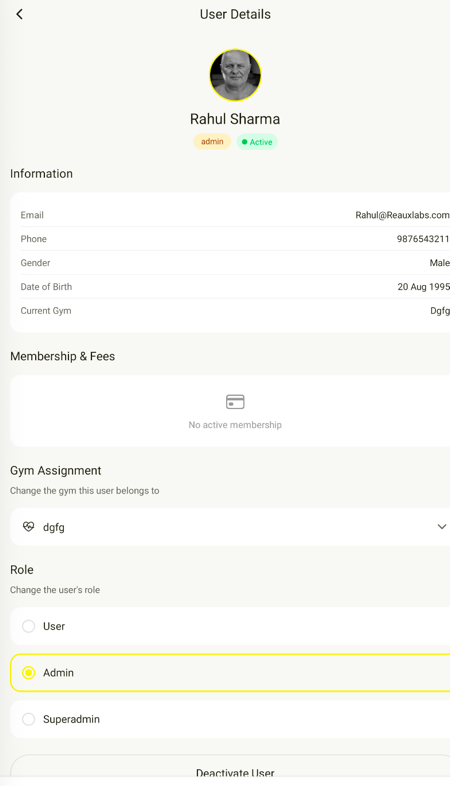 User Details
Rahul Sharma
admin Active
Information
Email Rahul@Reauxlabs.com
Phone 9876543211
Gender Male
Date of Birth 20 Aug 1995
Current Gym Dgfg
Membership & Fees
No active membership
Gym Assignment
Change the gym this user belongs to
dgfg
Role
Change the user's role
User
Admin
Superadmin
Deactivate User